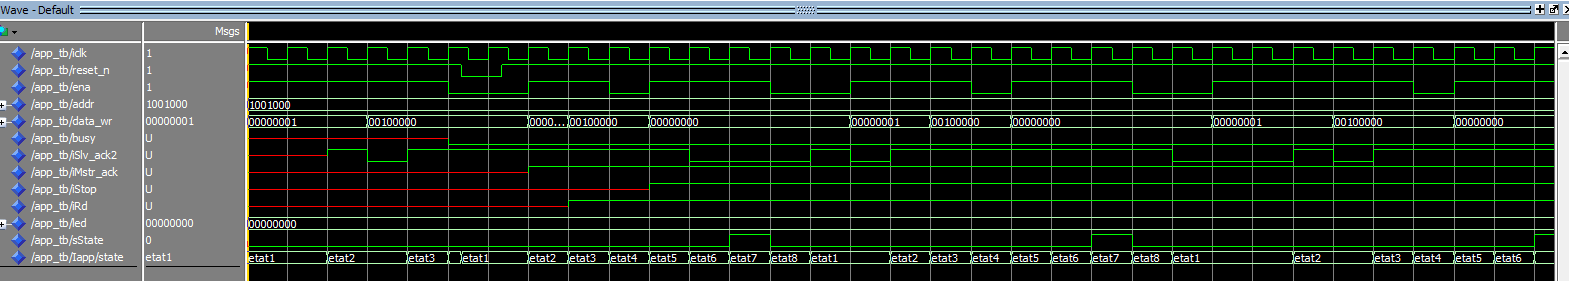 Wave - Default
Msgs
/app_tb/iclk 1
/app_tb/reset_n 1
/app_tb/ena 1
/app_tb/addr 1001000 1001000
/app_tb/data_wr 00000001 00000001 00100000 0000... 00100000 00000000 00000001 00100000 00000000 00000001 00100000 00000000
/app_tb/busy U
/app_tb/iSlv_ack2 U
/app_tb/iMstr_ack U
/app_tb/iStop U
/app_tb/iRd U
/app_tb/led 00000000 00000000
/app_tb/sState 0
/app_tb/Iapp/state etat1 etat1 etat2 etat3 etat1 etat2 etat3 etat4 etat5 etat6 etat7 etat8 etat1 etat2 etat3 etat4 etat5 etat6 etat7 etat8 etat1 etat2 etat3 etat4 etat5 etat6